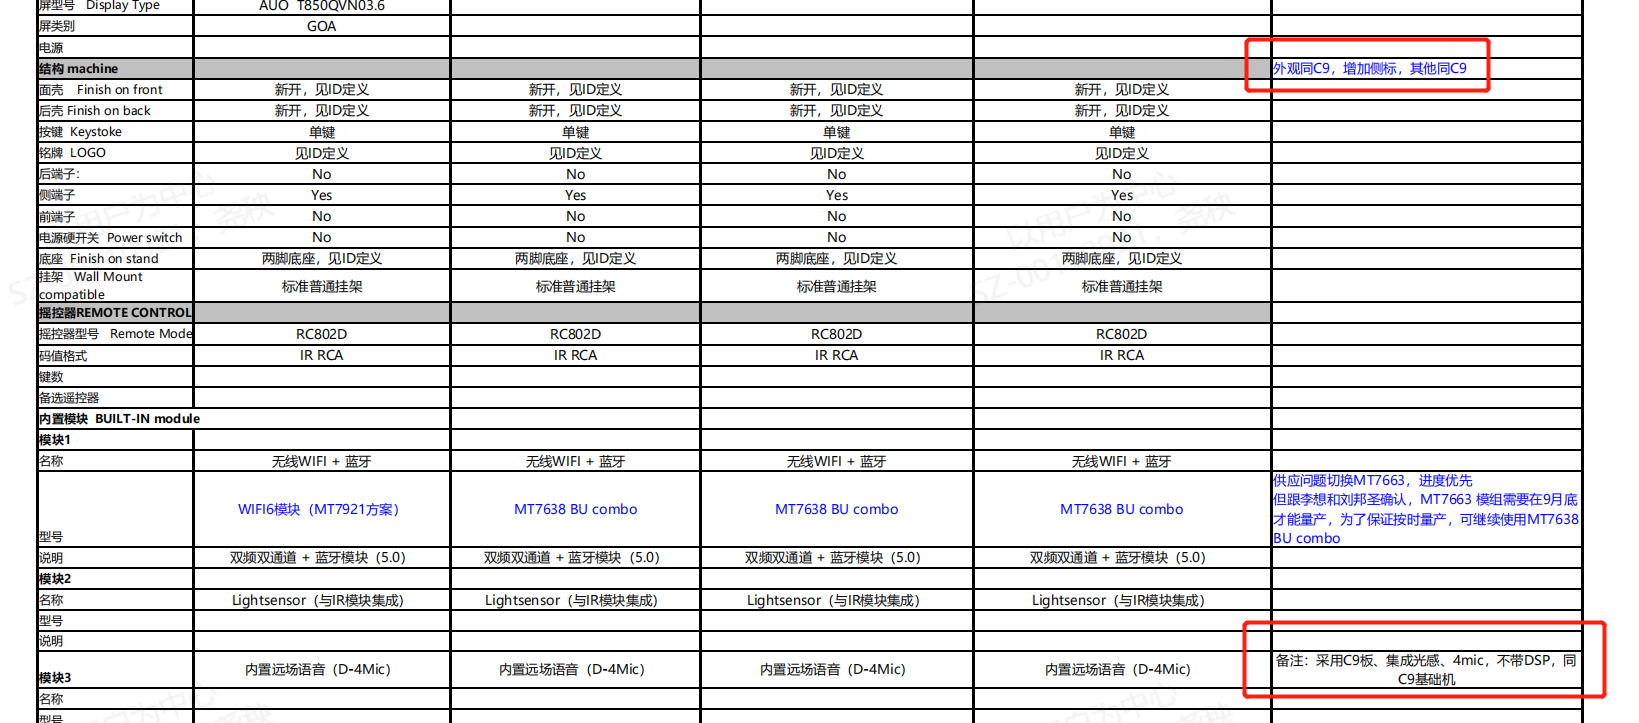 屏型号 Display Type AUO T850QVN03.6
屏类别 GOA
电源
结构 machine 外观同C9，增加侧标，其他同C9
面壳 Finish on front 新开，见ID定义 新开，见ID定义 新开，见ID定义 新开，见ID定义
后壳 Finish on back 新开，见ID定义 新开，见ID定义 新开，见ID定义 新开，见ID定义
按键 Keystoke 单键 单键 单键 单键
铭牌 LOGO 见ID定义 见ID定义 见ID定义 见ID定义
后端子： No No No No
侧端子 Yes Yes Yes Yes
前端子 No No No No
电源硬开关 Power switch No No No No
底座 Finish on stand 两脚底座，见ID定义 两脚底座，见ID定义 两脚底座，见ID定义 两脚底座，见ID定义
挂架 Wall Mount
compatible 标准普通挂架 标准普通挂架 标准普通挂架 标准普通挂架
摇控器REMOTE CONTROL
摇控器型号 Remote Mode RC802D RC802D RC802D RC802D
码值格式 IR RCA IR RCA IR RCA IR RCA
键数
备选遥控器
内置模块 BUILT-IN module
模块1
名称 无线WIFI + 蓝牙 无线WIFI + 蓝牙 无线WIFI + 蓝牙 无线WIFI + 蓝牙
型号 WIFI6模块（MT7921方案） MT7638 BU combo MT7638 BU combo MT7638 BU combo
供应问题切换MT7663，进度优先
但跟李想和刘邦圣确认，MT7663 模组需要在9月底
才能量产，为了保证按时量产，可继续使用MT7638
BU combo
说明 双频双通道 + 蓝牙模块（5.0） 双频双通道 + 蓝牙模块（5.0） 双频双通道 + 蓝牙模块（5.0） 双频双通道 + 蓝牙模块（5.0）
模块2
名称 Lightsensor（与IR模块集成） Lightsensor（与IR模块集成） Lightsensor（与IR模块集成） Lightsensor（与IR模块集成）
型号
说明
模块3 内置远场语音（D-4Mic） 内置远场语音（D-4Mic） 内置远场语音（D-4Mic） 内置远场语音（D-4Mic）
备注：采用C9板、集成光感、4mic，不带DSP，同
C9基础机
名称
型号